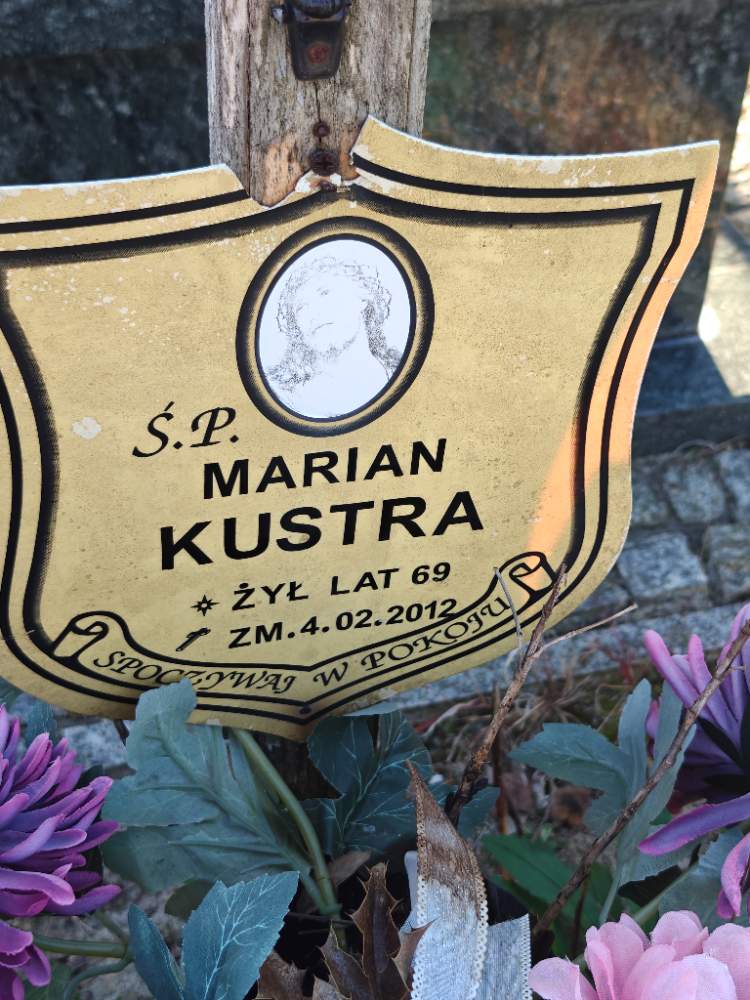 Ś.P.
MARIAN
KUSTRA
ŻYŁ LAT 69
ZM. 4.02.2012
SPOCZYWAJ W POKOJU